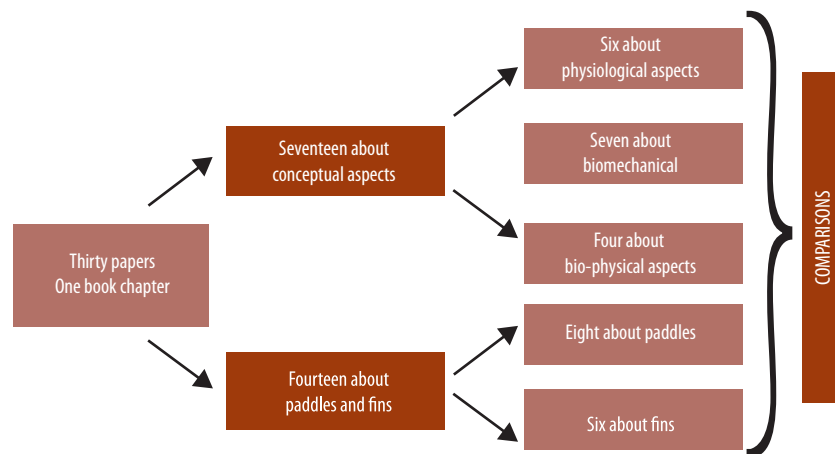 Thirty papers
One book chapter
Seventeen about
conceptual aspects
Fourteen about
paddles and fins
Six about
physiological aspects
Seven about
biomechanical
Four about
bio-physical aspects
Eight about paddles
Six about fins
COMPARISONS